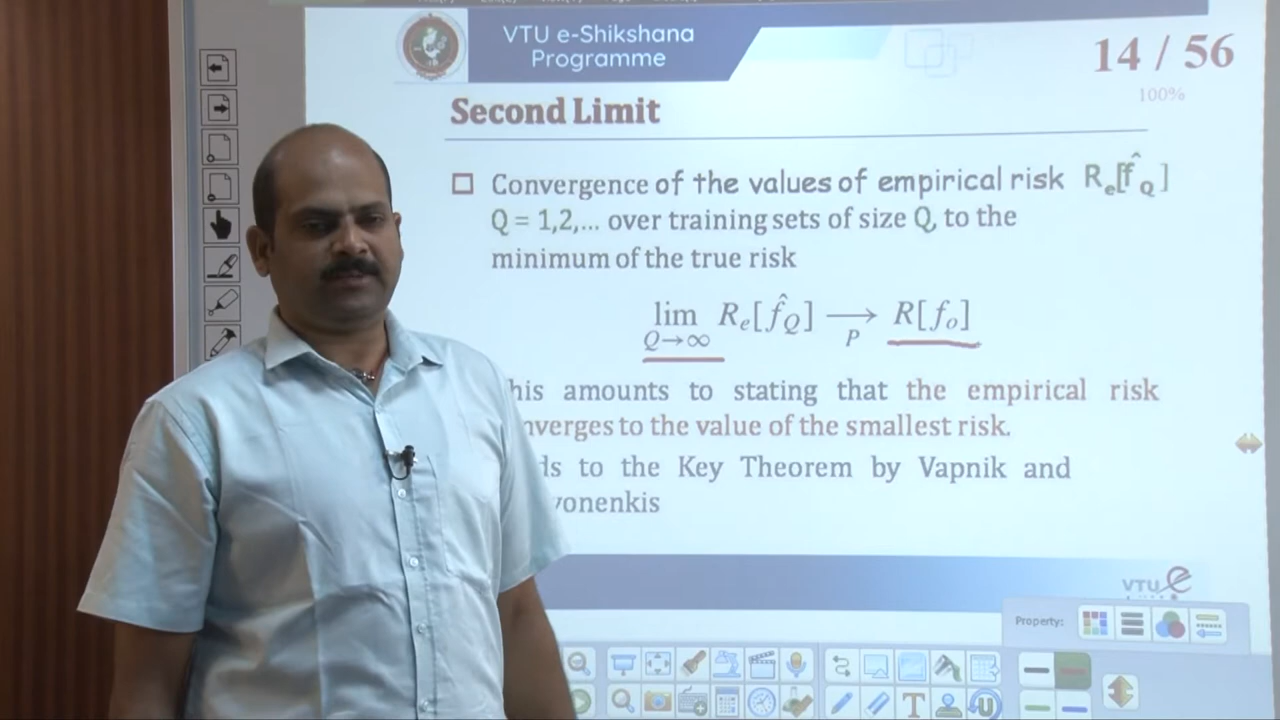 VTU e-Shikshana
Programme
14 / 56
100%
Second Limit
Convergence of the values of empirical risk R_e[f̂_Q]
Q = 1,2,... over training sets of size Q, to the
minimum of the true risk
lim_{Q→∞} R_e[f̂_Q] →_P R[f_o]
his amounts to stating that the empirical risk
nverges to the value of the smallest risk.
ds to the Key Theorem by Vapnik and
vonenkis
VTU e
Property: